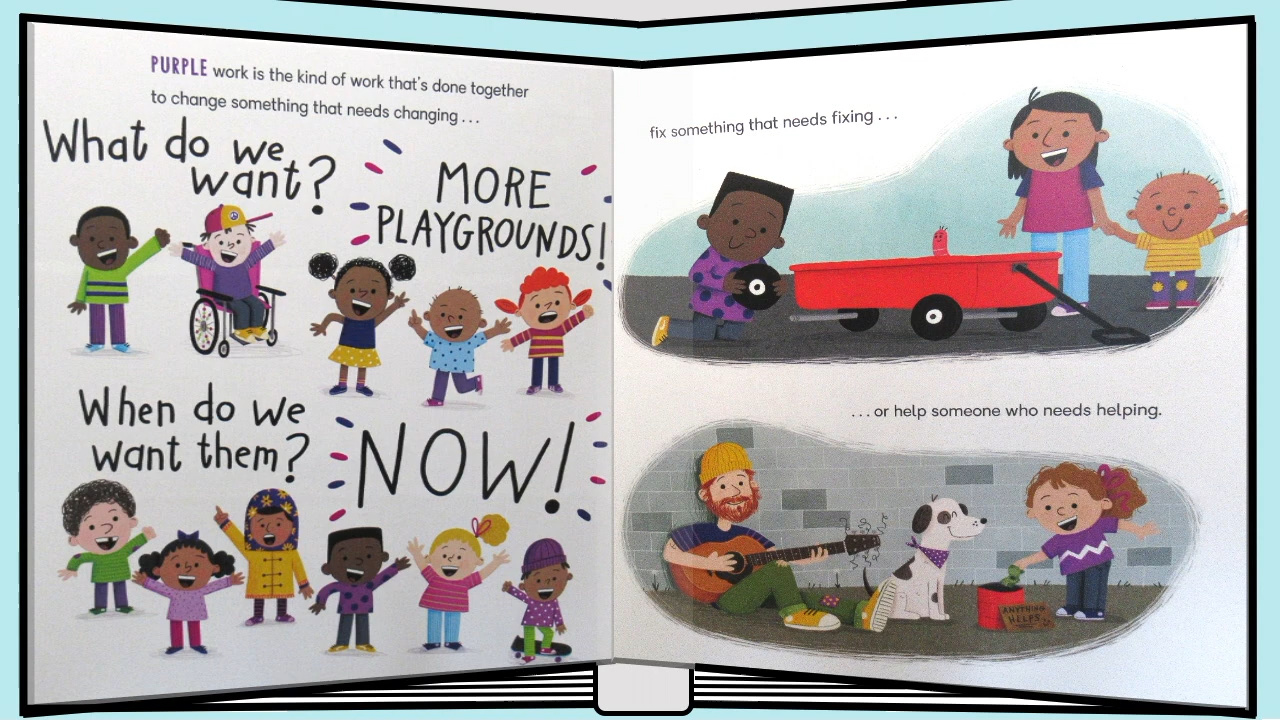 PURPLE work is the kind of work that's done together
to change something that needs changing . . .
What do we
want?
MORE
PLAYGROUNDS!
When do we
want them?
NOW!
fix something that needs fixing . . .
. . . or help someone who needs helping.
ANYTHING
HELPS